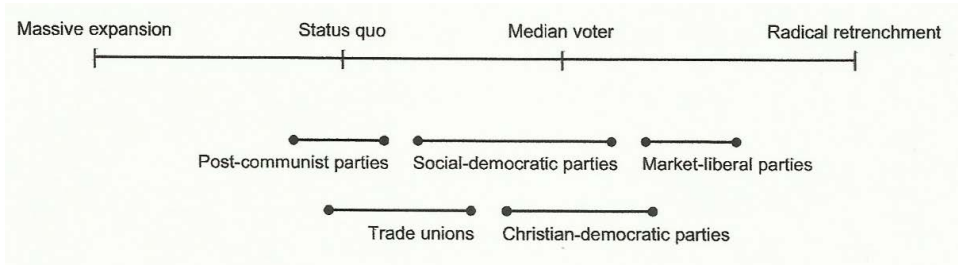 Massive expansion Status quo Median voter Radical retrenchment
Post-communist parties Social-democratic parties Market-liberal parties
Trade unions Christian-democratic parties